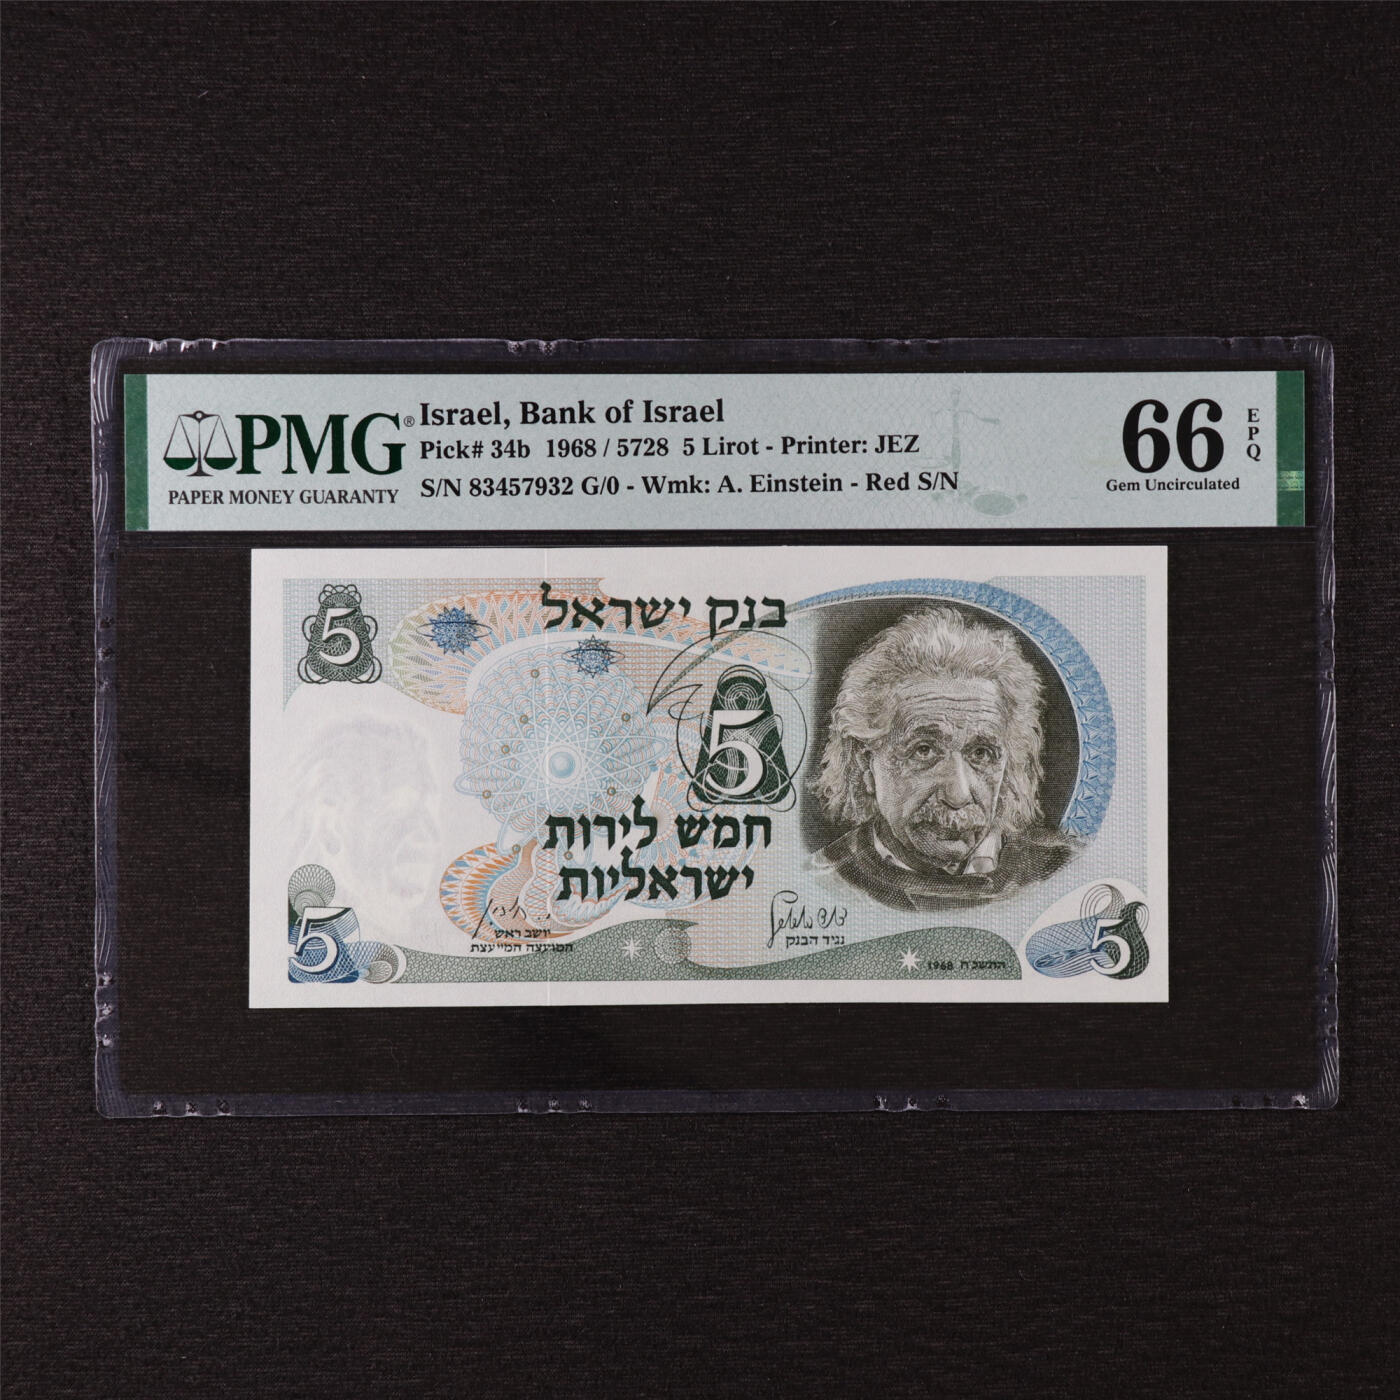 PMG®
PAPER MONEY GUARANTY
Israel, Bank of Israel
Pick# 34b 1968 / 5728 5 Lirot - Printer: JEZ
S/N 83457932 G/0 - Wmk: A. Einstein - Red S/N
66
EPQ
Gem Uncirculated
5
בנק ישראל
5
חמש לירות
ישראליות
יושב ראש
המועצה המייעצת
נגיד הבנק
5
1968 התשכ"ח
5